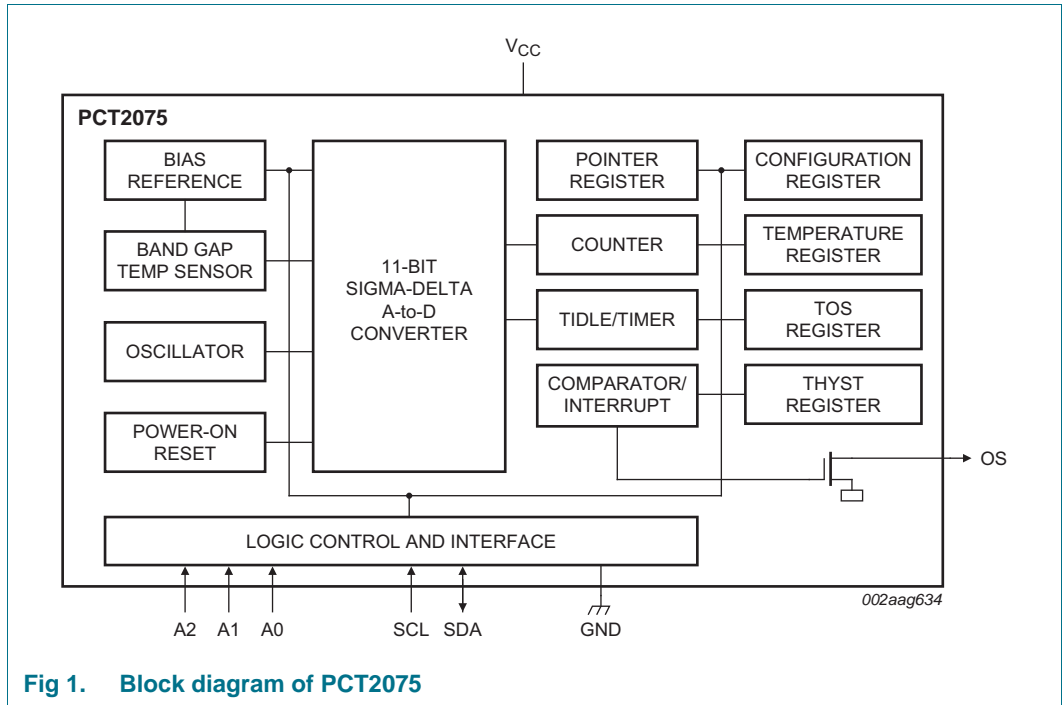 VCC
PCT2075
BIAS
REFERENCE
BAND GAP
TEMP SENSOR
OSCILLATOR
POWER-ON
RESET
11-BIT
SIGMA-DELTA
A-to-D
CONVERTER
POINTER
REGISTER
COUNTER
TIDLE/TIMER
COMPARATOR/
INTERRUPT
CONFIGURATION
REGISTER
TEMPERATURE
REGISTER
TOS
REGISTER
THYST
REGISTER
OS
LOGIC CONTROL AND INTERFACE
002aag634
A2 A1 A0 SCL SDA GND
Fig 1. Block diagram of PCT2075